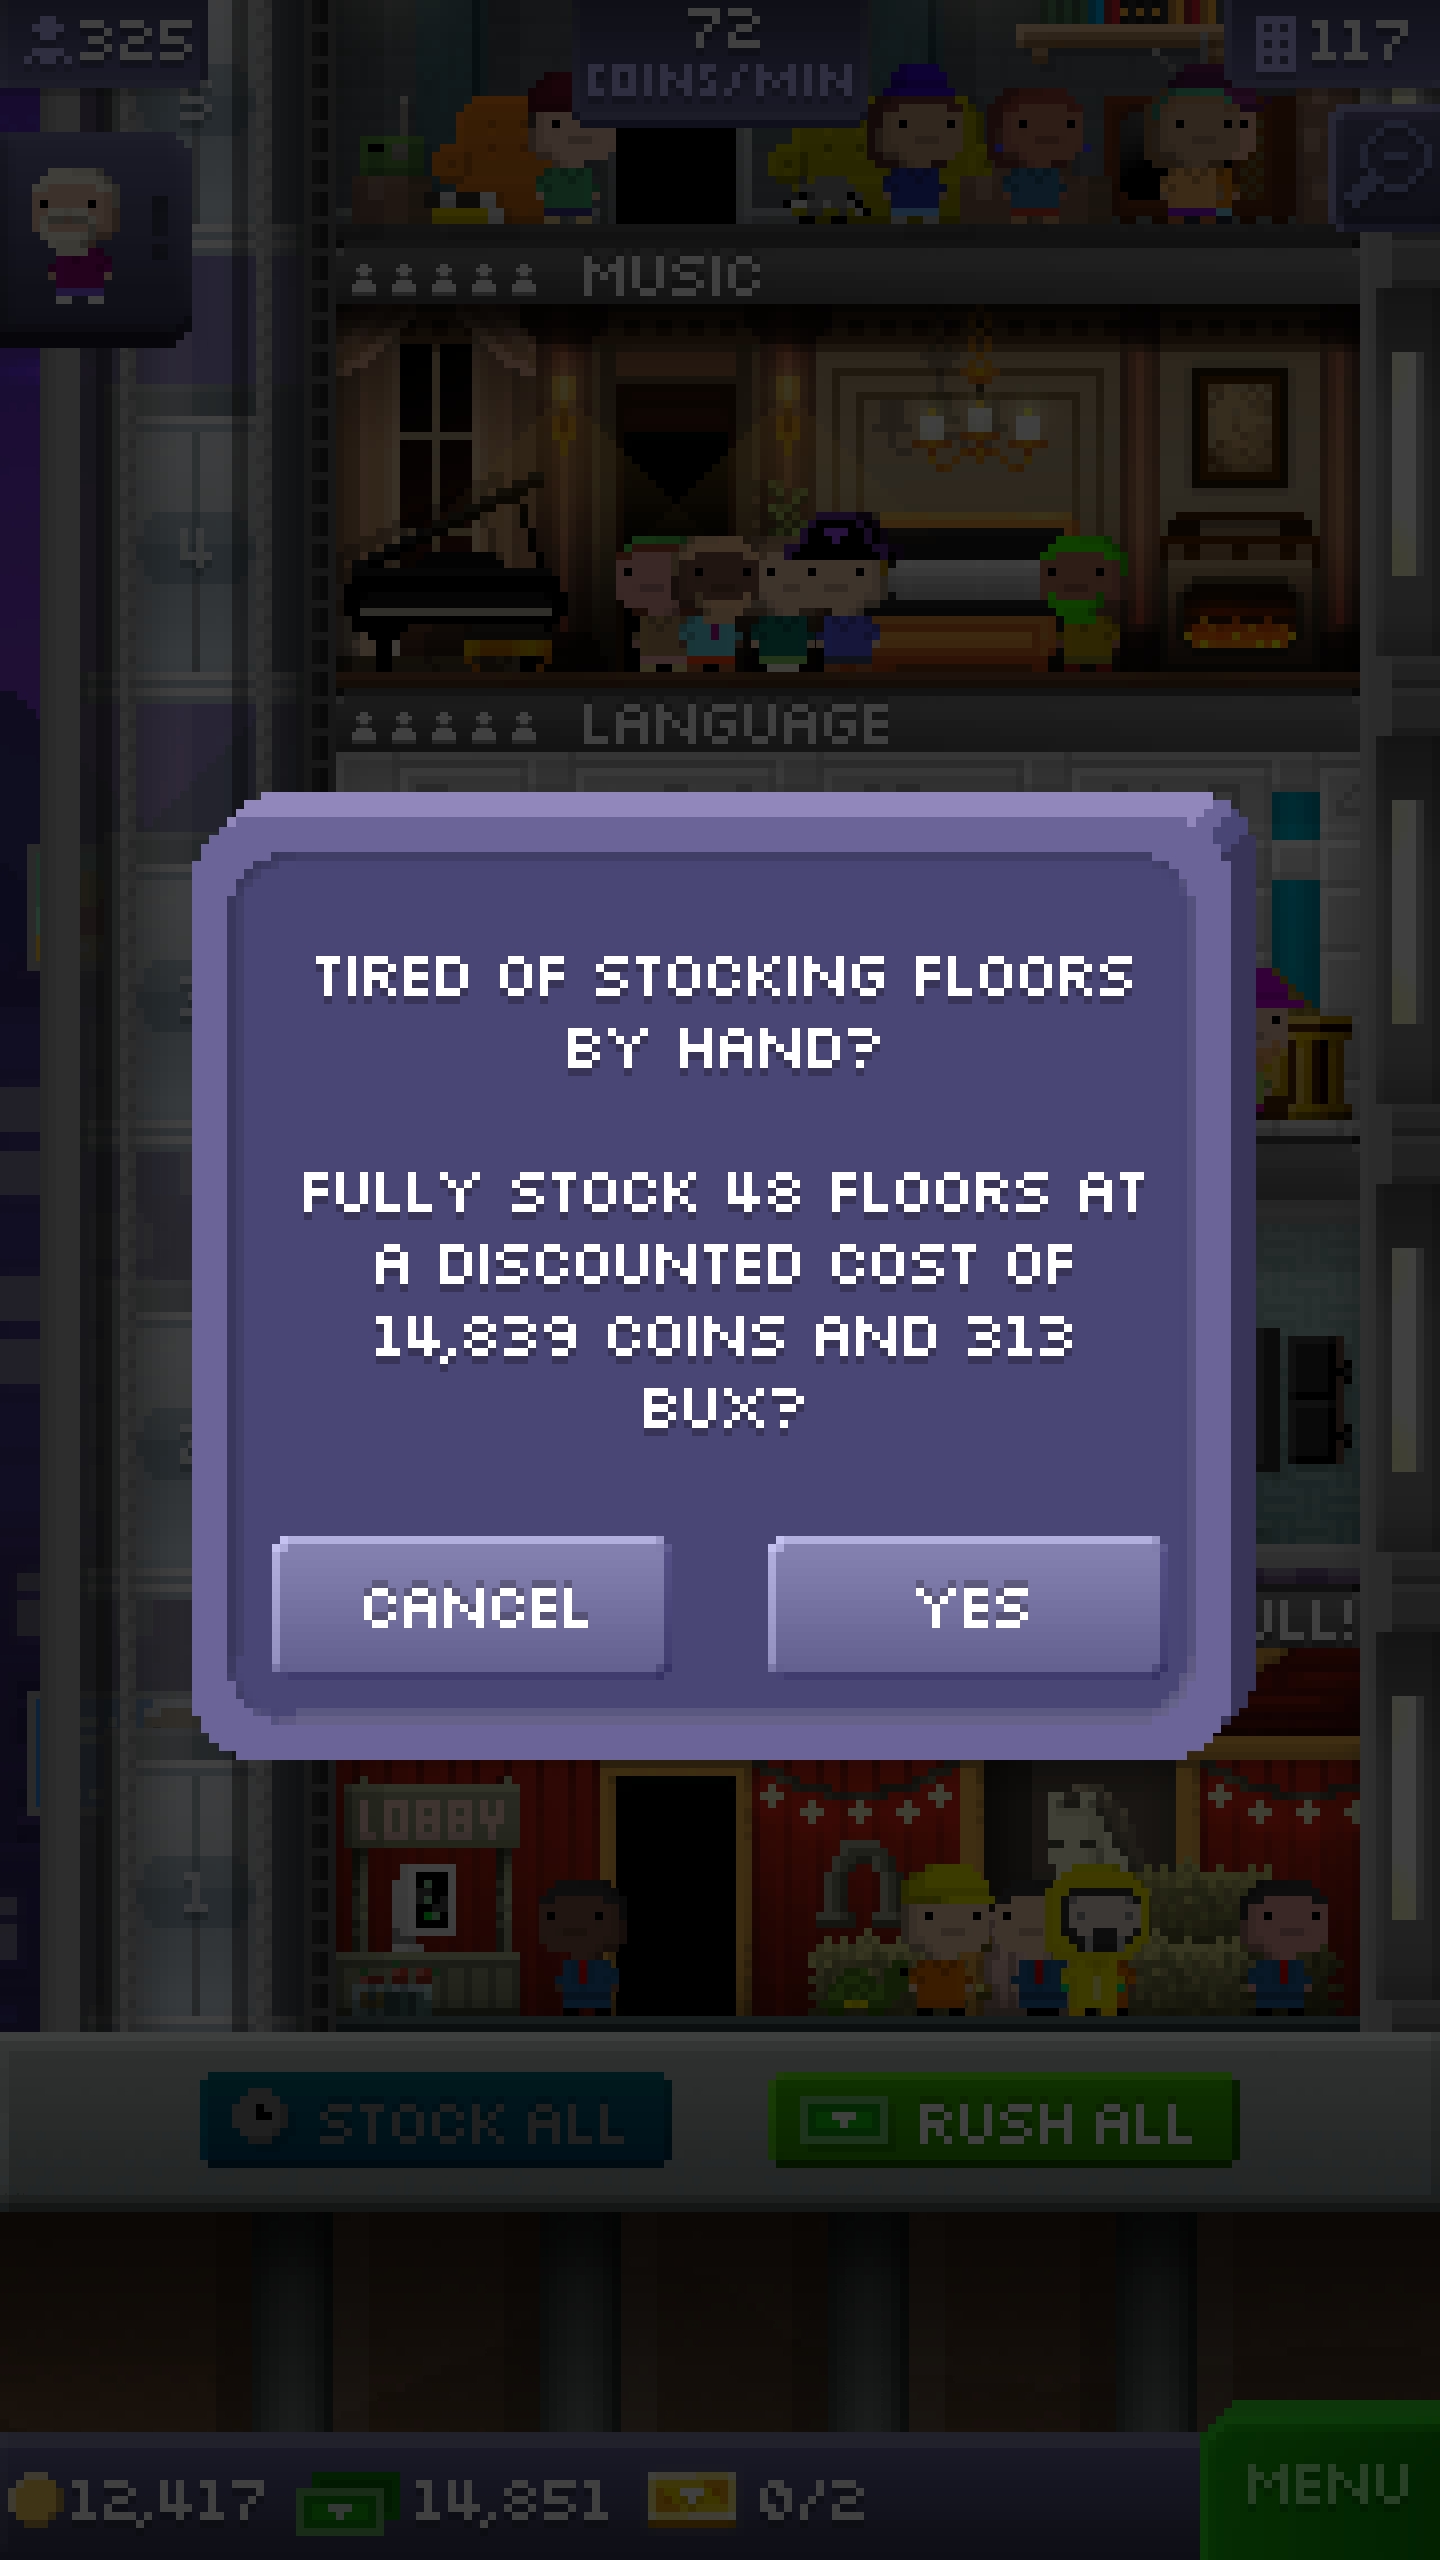 325
72
COINS/MIN
117
5
MUSIC
4
LANGUAGE
TIRED OF STOCKING FLOORS
BY HAND?
FULLY STOCK 48 FLOORS AT
A DISCOUNTED COST OF
14,839 COINS AND 313
BUX?
CANCEL
YES
LOBBY
1
STOCK ALL
RUSH ALL
12,417
14,851
0/2
MENU